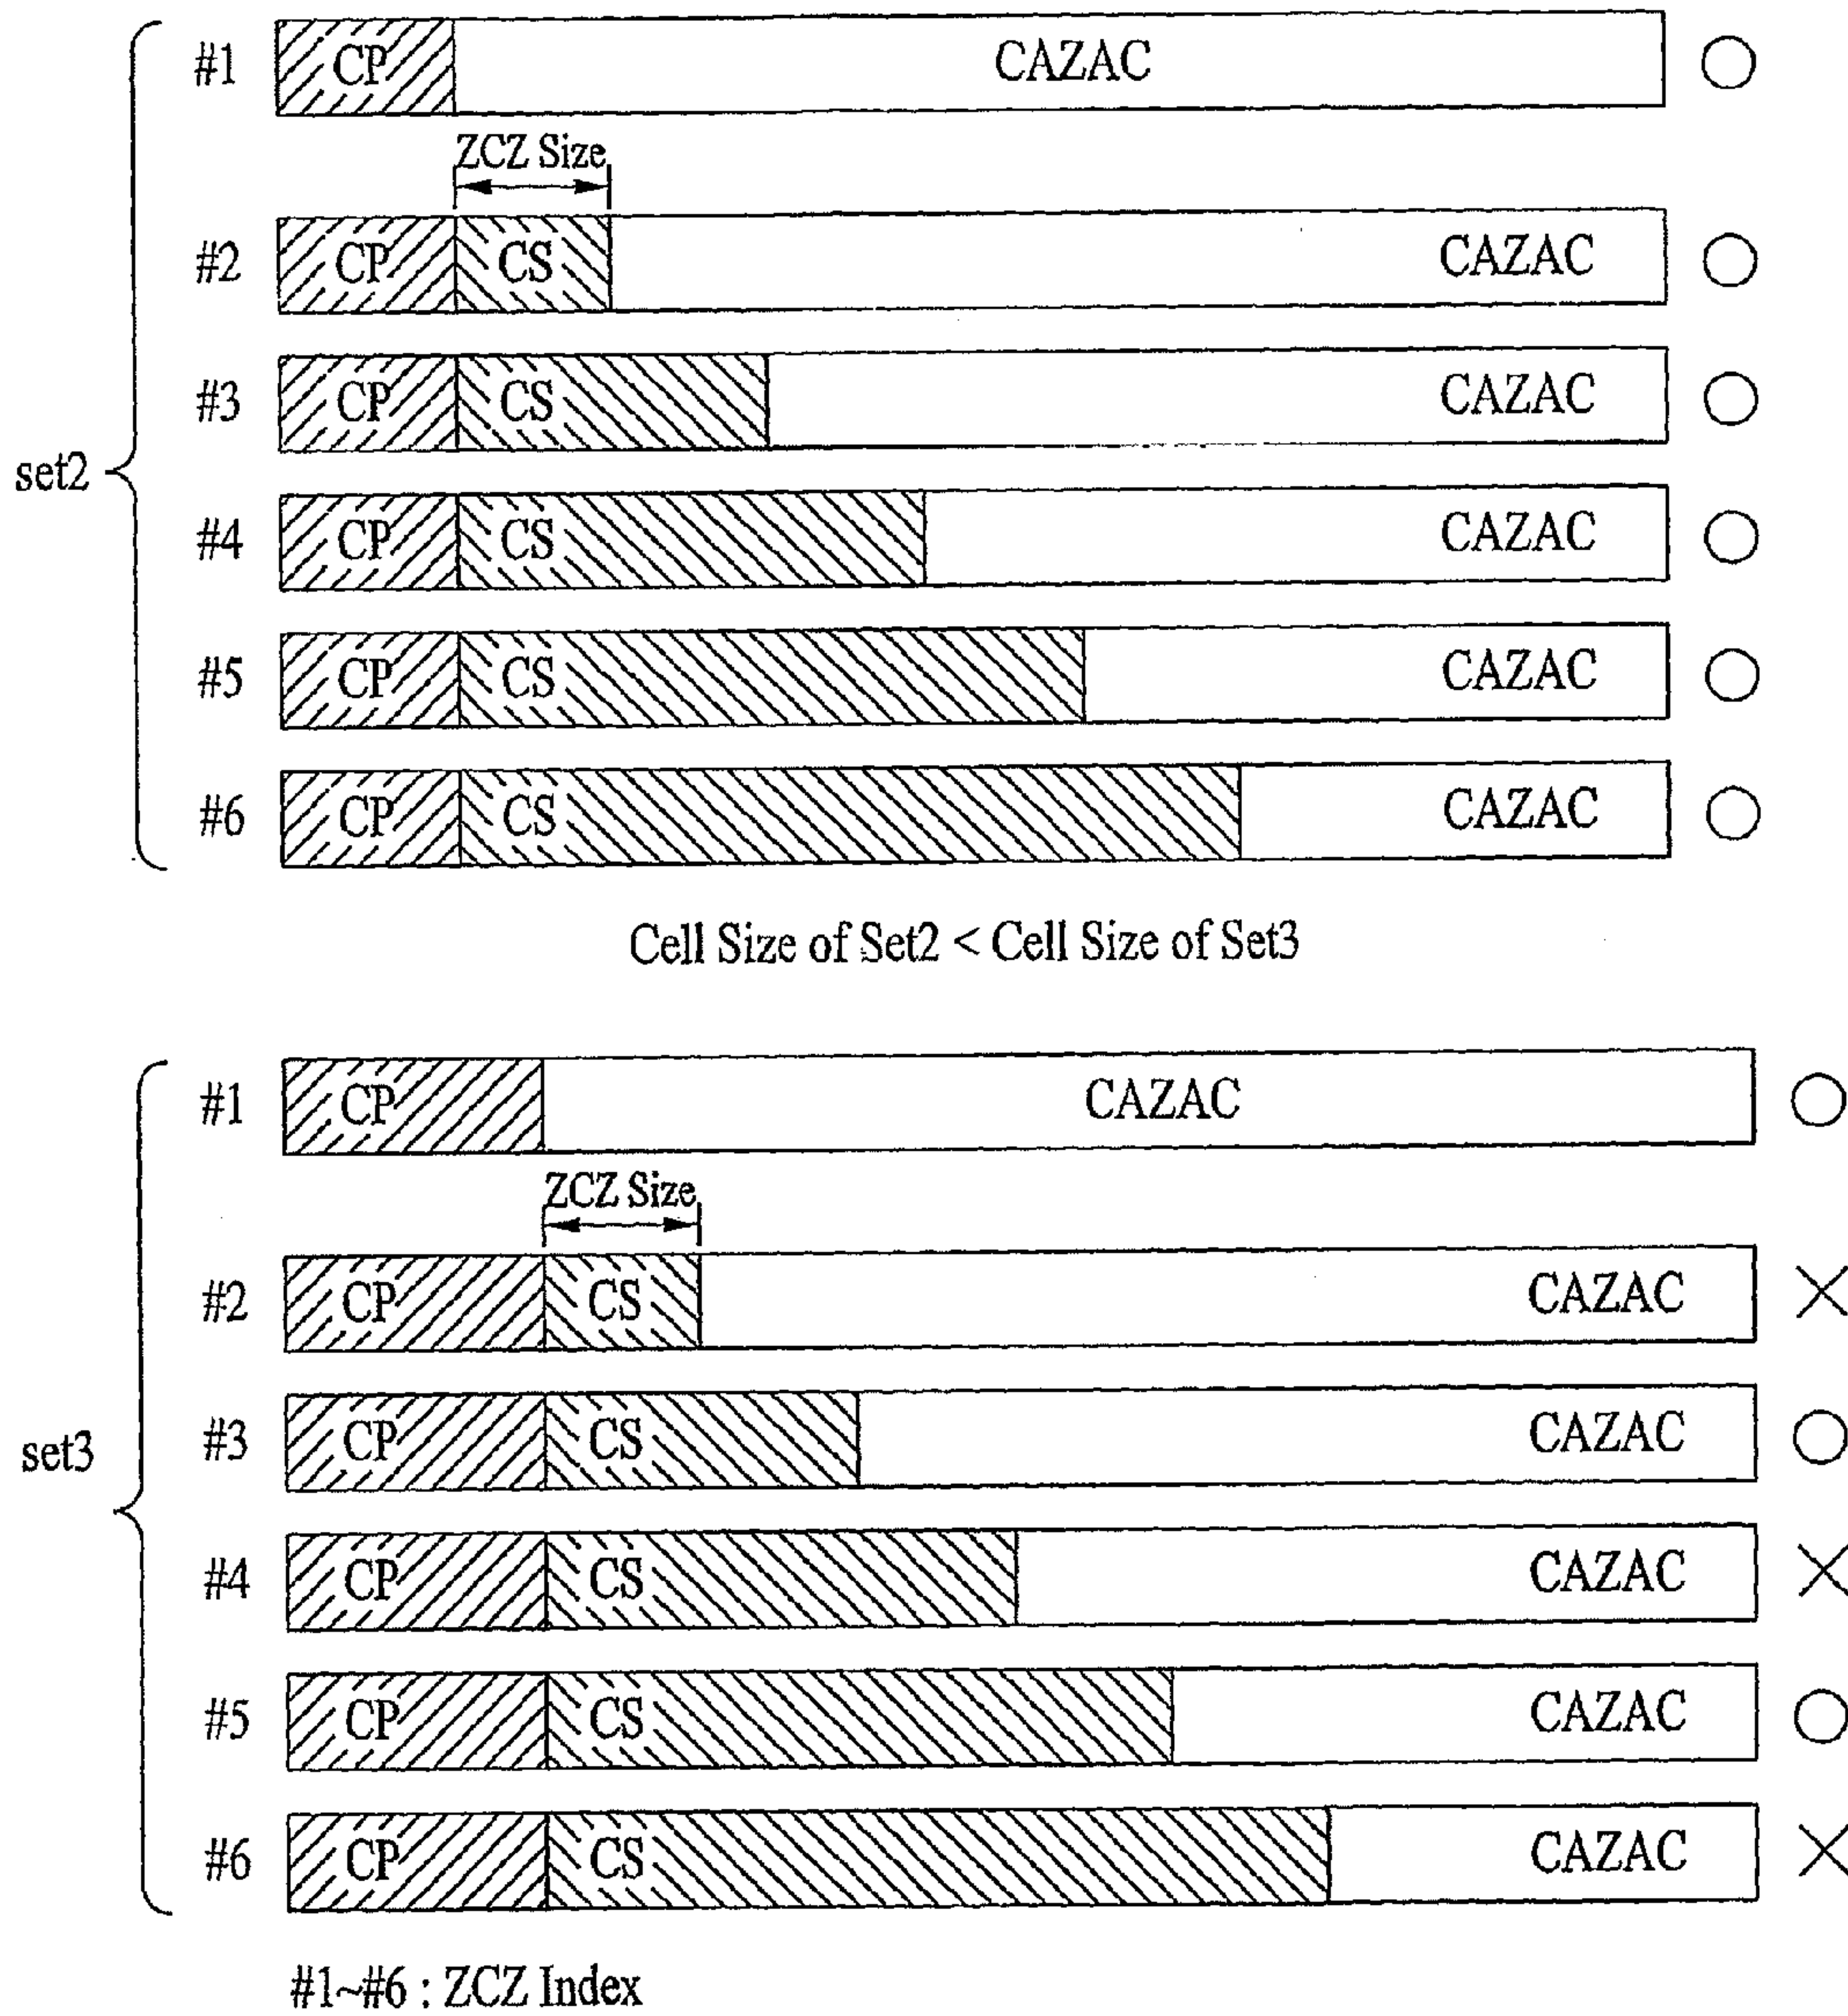 #1 CP CAZAC ○
ZCZ Size
#2 CP CS CAZAC ○
#3 CP CS CAZAC ○
set2
#4 CP CS CAZAC ○
#5 CP CS CAZAC ○
#6 CP CS CAZAC ○
Cell Size of Set2 < Cell Size of Set3
#1 CP CAZAC ○
ZCZ Size
#2 CP CS CAZAC ×
#3 CP CS CAZAC ○
set3
#4 CP CS CAZAC ×
#5 CP CS CAZAC ○
#6 CP CS CAZAC ×
#1~#6 : ZCZ Index